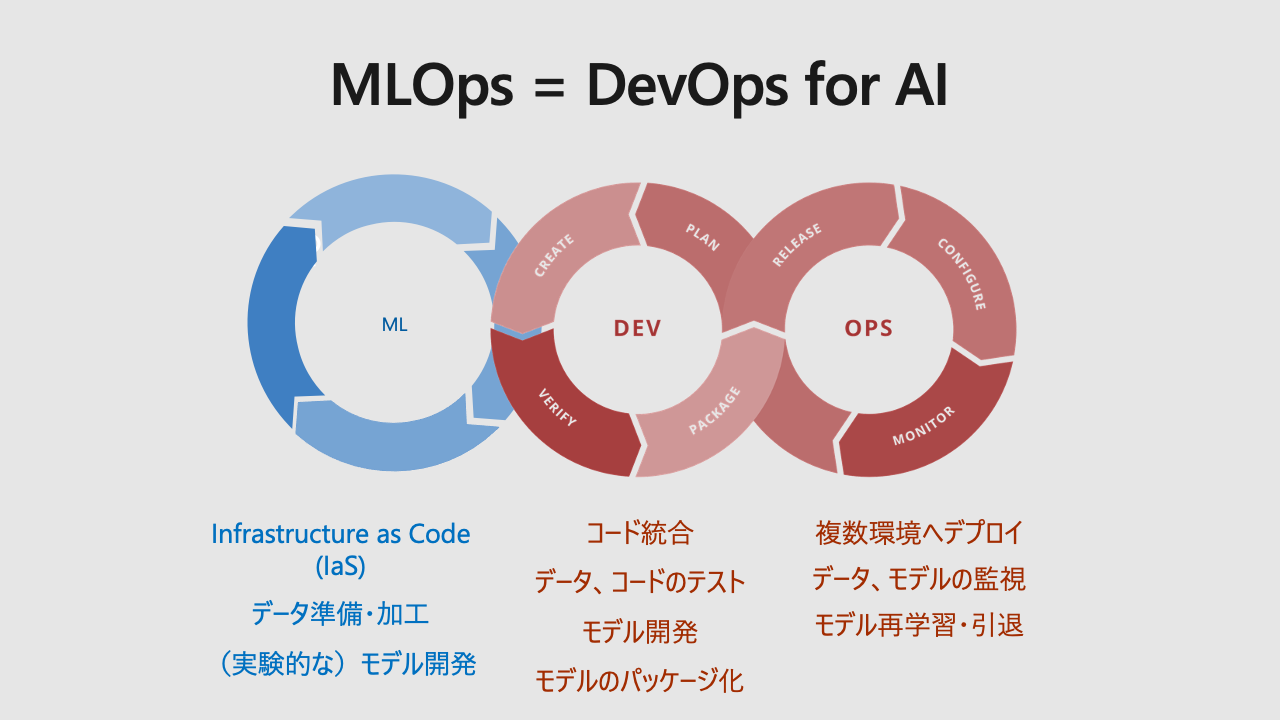 MLOps = DevOps for AI
ML
CREATE
PLAN
DEV
VERIFY
PACKAGE
RELEASE
CONFIGURE
OPS
MONITOR
Infrastructure as Code
(IaS)
データ準備・加工
（実験的な）モデル開発
コード統合
データ、コードのテスト
モデル開発
モデルのパッケージ化
複数環境へデプロイ
データ、モデルの監視
モデル再学習・引退